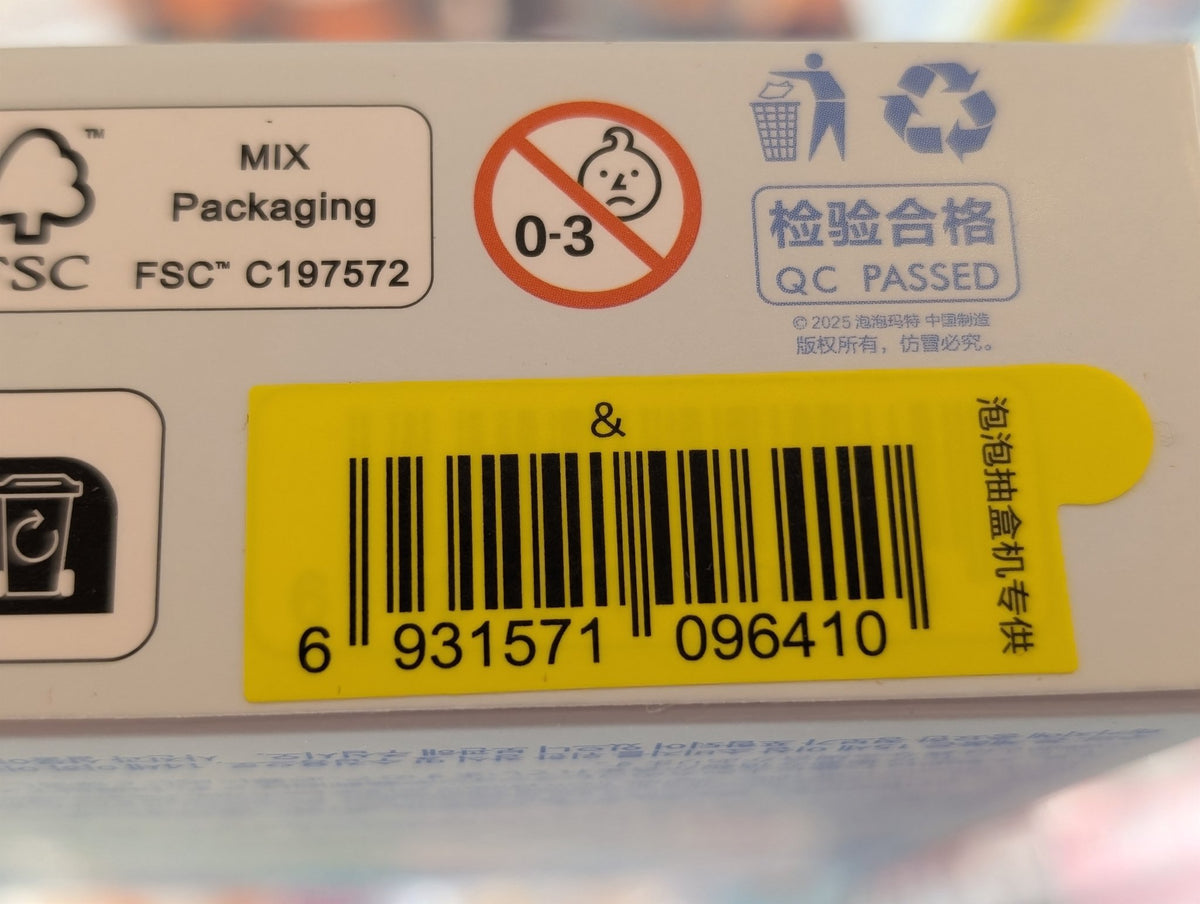 TM
MIX
Packaging
FSC
FSC™ C197572
0-3
检验合格
QC PASSED
© 2025 泡泡玛特 中国制造
版权所有，仿冒必究。
&
6 931571 096410
泡泡抽盒机专供